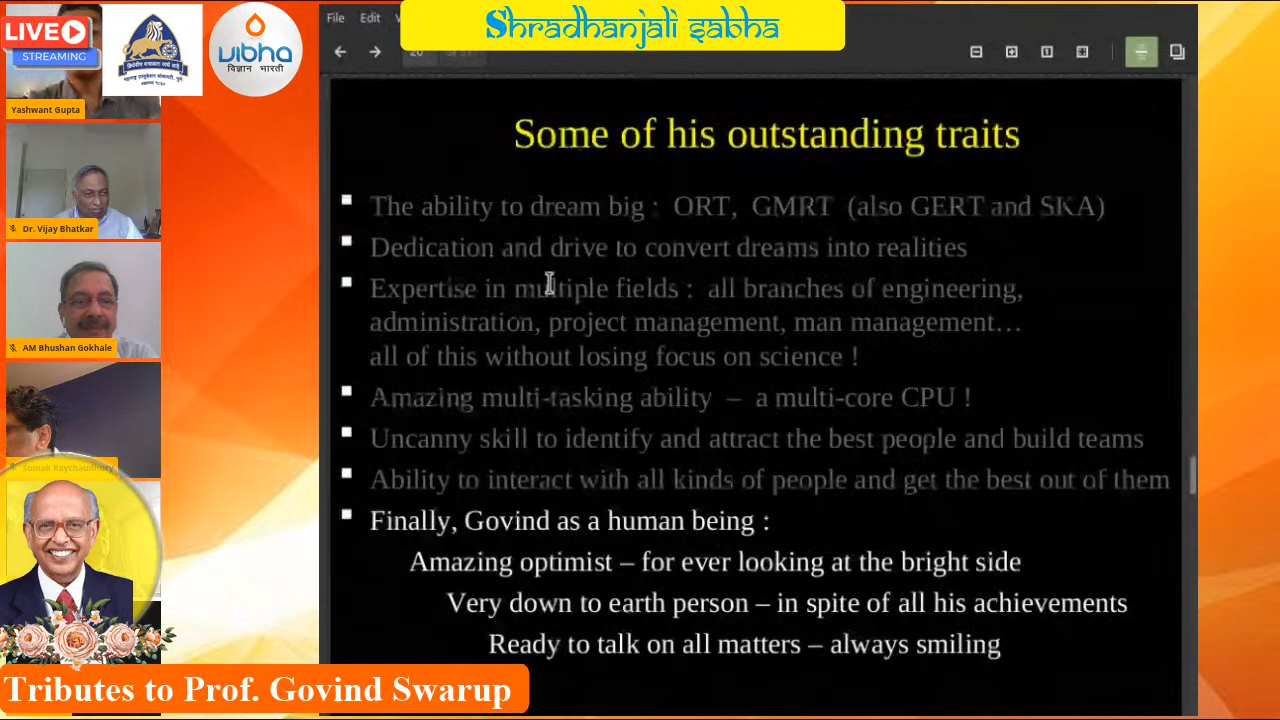 LIVE
STREAMING
VIBHA
विज्ञान भारती
Shradhanjali sabha
File Edit
Yashwant Gupta
Dr. Vijay Bhatkar
AM Bhushan Gokhale
Somak Raychaudhury
Some of his outstanding traits
The ability to dream big : ORT, GMRT (also GERT and SKA)
Dedication and drive to convert dreams into realities
Expertise in multiple fields : all branches of engineering,
administration, project management, man management…
all of this without losing focus on science !
Amazing multi-tasking ability – a multi-core CPU !
Uncanny skill to identify and attract the best people and build teams
Ability to interact with all kinds of people and get the best out of them
Finally, Govind as a human being :
Amazing optimist – for ever looking at the bright side
Very down to earth person – in spite of all his achievements
Ready to talk on all matters – always smiling
Tributes to Prof. Govind Swarup